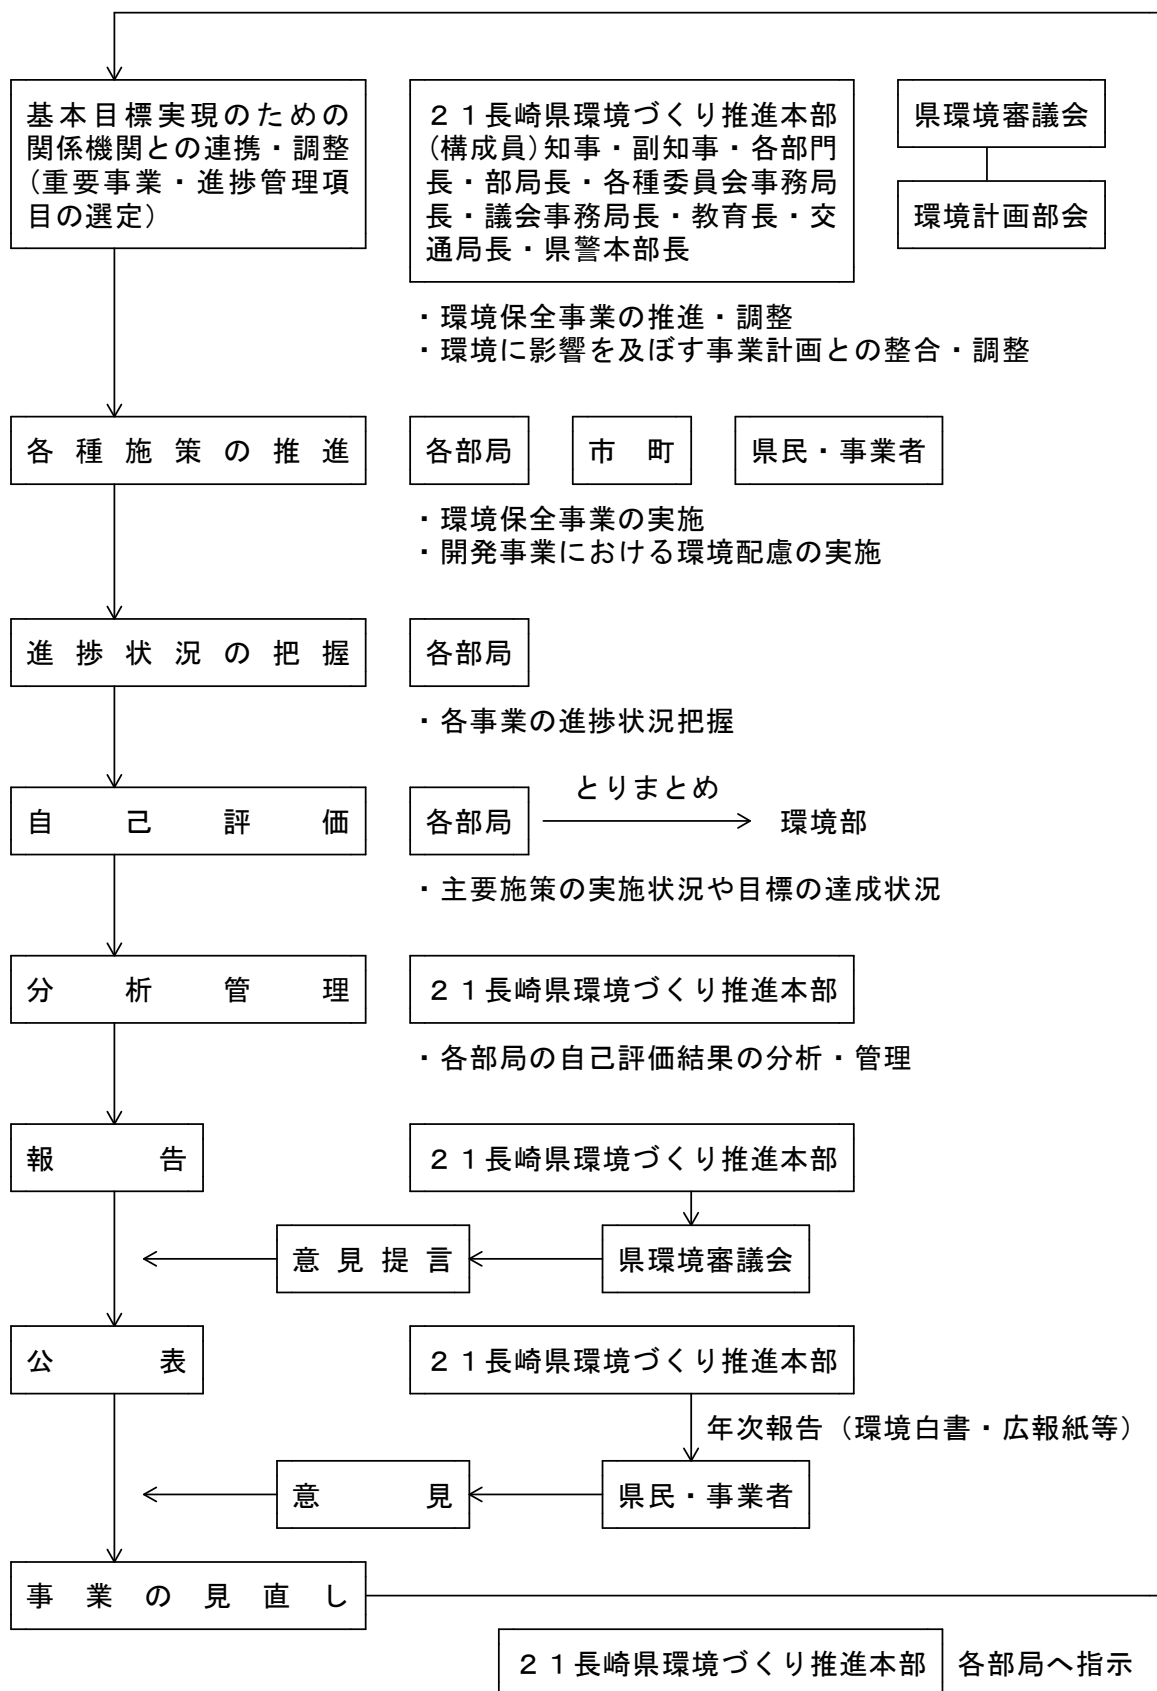 基本目標実現のための
関係機関との連携・調整
(重要事業・進捗管理項
目の選定)
２１長崎県環境づくり推進本部
(構成員)知事・副知事・各部門
長・部局長・各種委員会事務局
長・議会事務局長・教育長・交
通局長・県警本部長
県環境審議会
環境計画部会
・環境保全事業の推進・調整
・環境に影響を及ぼす事業計画との整合・調整
各種施策の推進
各部局
市　町
県民・事業者
・環境保全事業の実施
・開発事業における環境配慮の実施
進捗状況の把握
各部局
・各事業の進捗状況把握
自己評価
各部局
とりまとめ
環境部
・主要施策の実施状況や目標の達成状況
分析管理
２１長崎県環境づくり推進本部
・各部局の自己評価結果の分析・管理
報告
２１長崎県環境づくり推進本部
意見提言
県環境審議会
公表
２１長崎県環境づくり推進本部
年次報告（環境白書・広報紙等）
意見
県民・事業者
事業の見直し
２１長崎県環境づくり推進本部
各部局へ指示